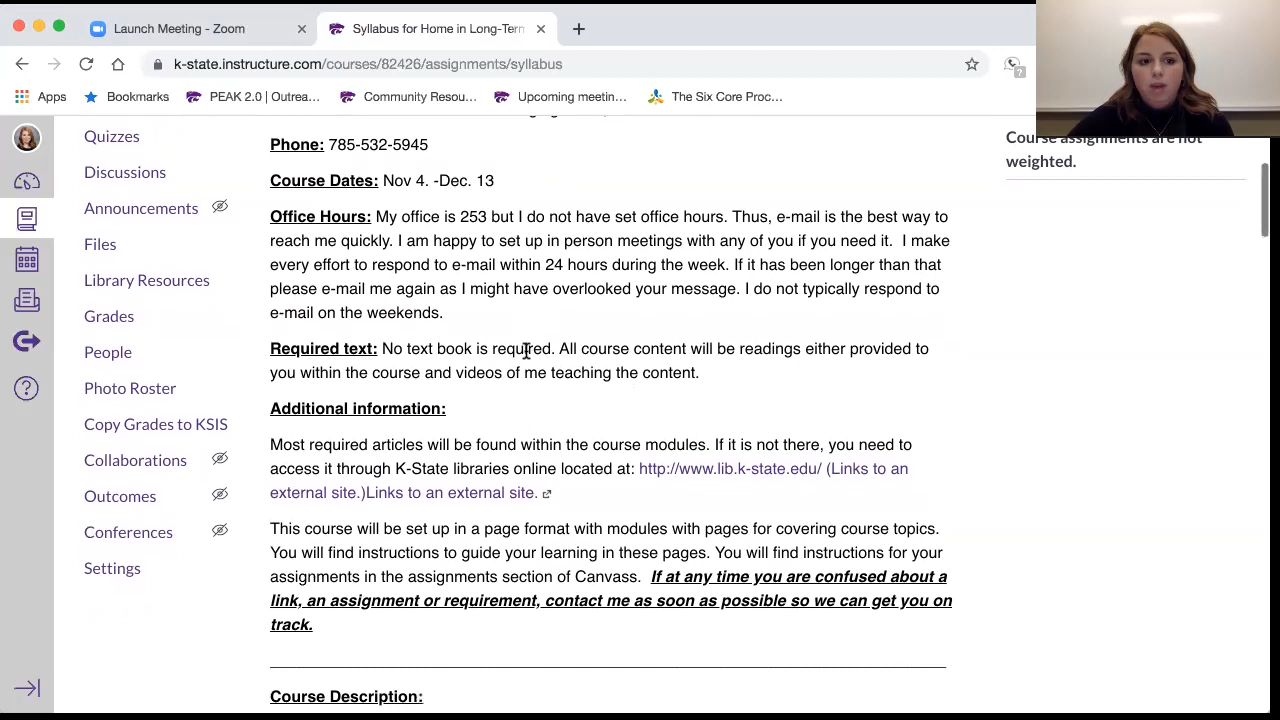 Launch Meeting - Zoom
Syllabus for Home in Long-Term
k-state.instructure.com/courses/82426/assignments/syllabus
Apps
Bookmarks
PEAK 2.0 | Outrea...
Community Resou...
Upcoming meetin...
The Six Core Proc...
Quizzes
Discussions
Announcements
Files
Library Resources
Grades
People
Photo Roster
Copy Grades to KSIS
Collaborations
Outcomes
Conferences
Settings
Phone: 785-532-5945
Course Dates: Nov 4. -Dec. 13
Office Hours: My office is 253 but I do not have set office hours. Thus, e-mail is the best way to
reach me quickly. I am happy to set up in person meetings with any of you if you need it. I make
every effort to respond to e-mail within 24 hours during the week. If it has been longer than that
please e-mail me again as I might have overlooked your message. I do not typically respond to
e-mail on the weekends.
Required text: No text book is required. All course content will be readings either provided to
you within the course and videos of me teaching the content.
Additional information:
Most required articles will be found within the course modules. If it is not there, you need to
access it through K-State libraries online located at: http://www.lib.k-state.edu/ (Links to an
external site.)Links to an external site.
This course will be set up in a page format with modules with pages for covering course topics.
You will find instructions to guide your learning in these pages. You will find instructions for your
assignments in the assignments section of Canvass. If at any time you are confused about a
link, an assignment or requirement, contact me as soon as possible so we can get you on
track.
Course Description:
Course assignments are not
weighted.